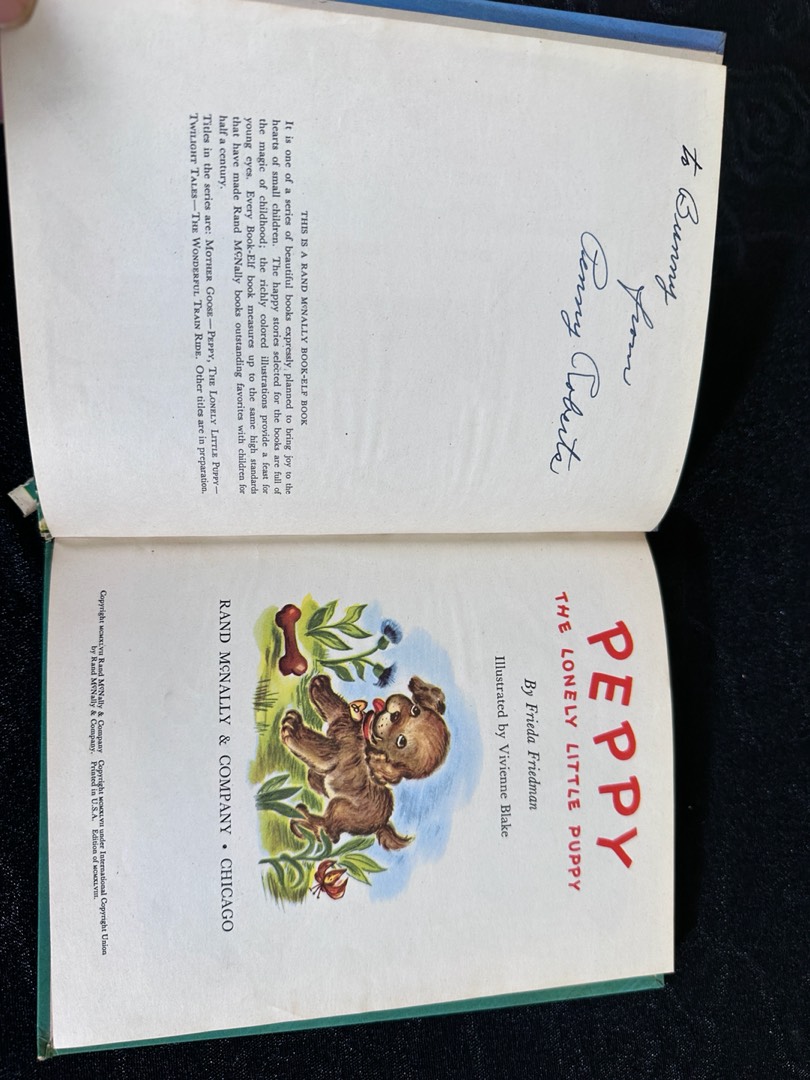 to Bunny
from
Penny Roberts
THIS IS A RAND MCNALLY BOOK-ELF BOOK
It is one of a series of beautiful books expressly planned to bring joy to the
hearts of small children. The happy stories selected for the books are full of
the magic of childhood; the richly colored illustrations provide a feast for
young eyes. Every Book-Elf book measures up to the same high standards
that have made Rand McNally books outstanding favorites with children for
half a century.
Titles in the series are: MOTHER GOOSE—PEPPY, THE LONELY LITTLE PUPPY—
TWILIGHT TALES—THE WONDERFUL TRAIN RIDE. Other titles are in preparation.
PEPPY
THE LONELY LITTLE PUPPY
By Frieda Friedman
Illustrated by Vivienne Blake
RAND MCNALLY & COMPANY • CHICAGO
Copyright MCMXLVII Rand McNally & Company Copyright MCMXLVII under International Copyright Union
by Rand McNally & Company. Printed in U.S.A. Edition of MCMXLVIII.